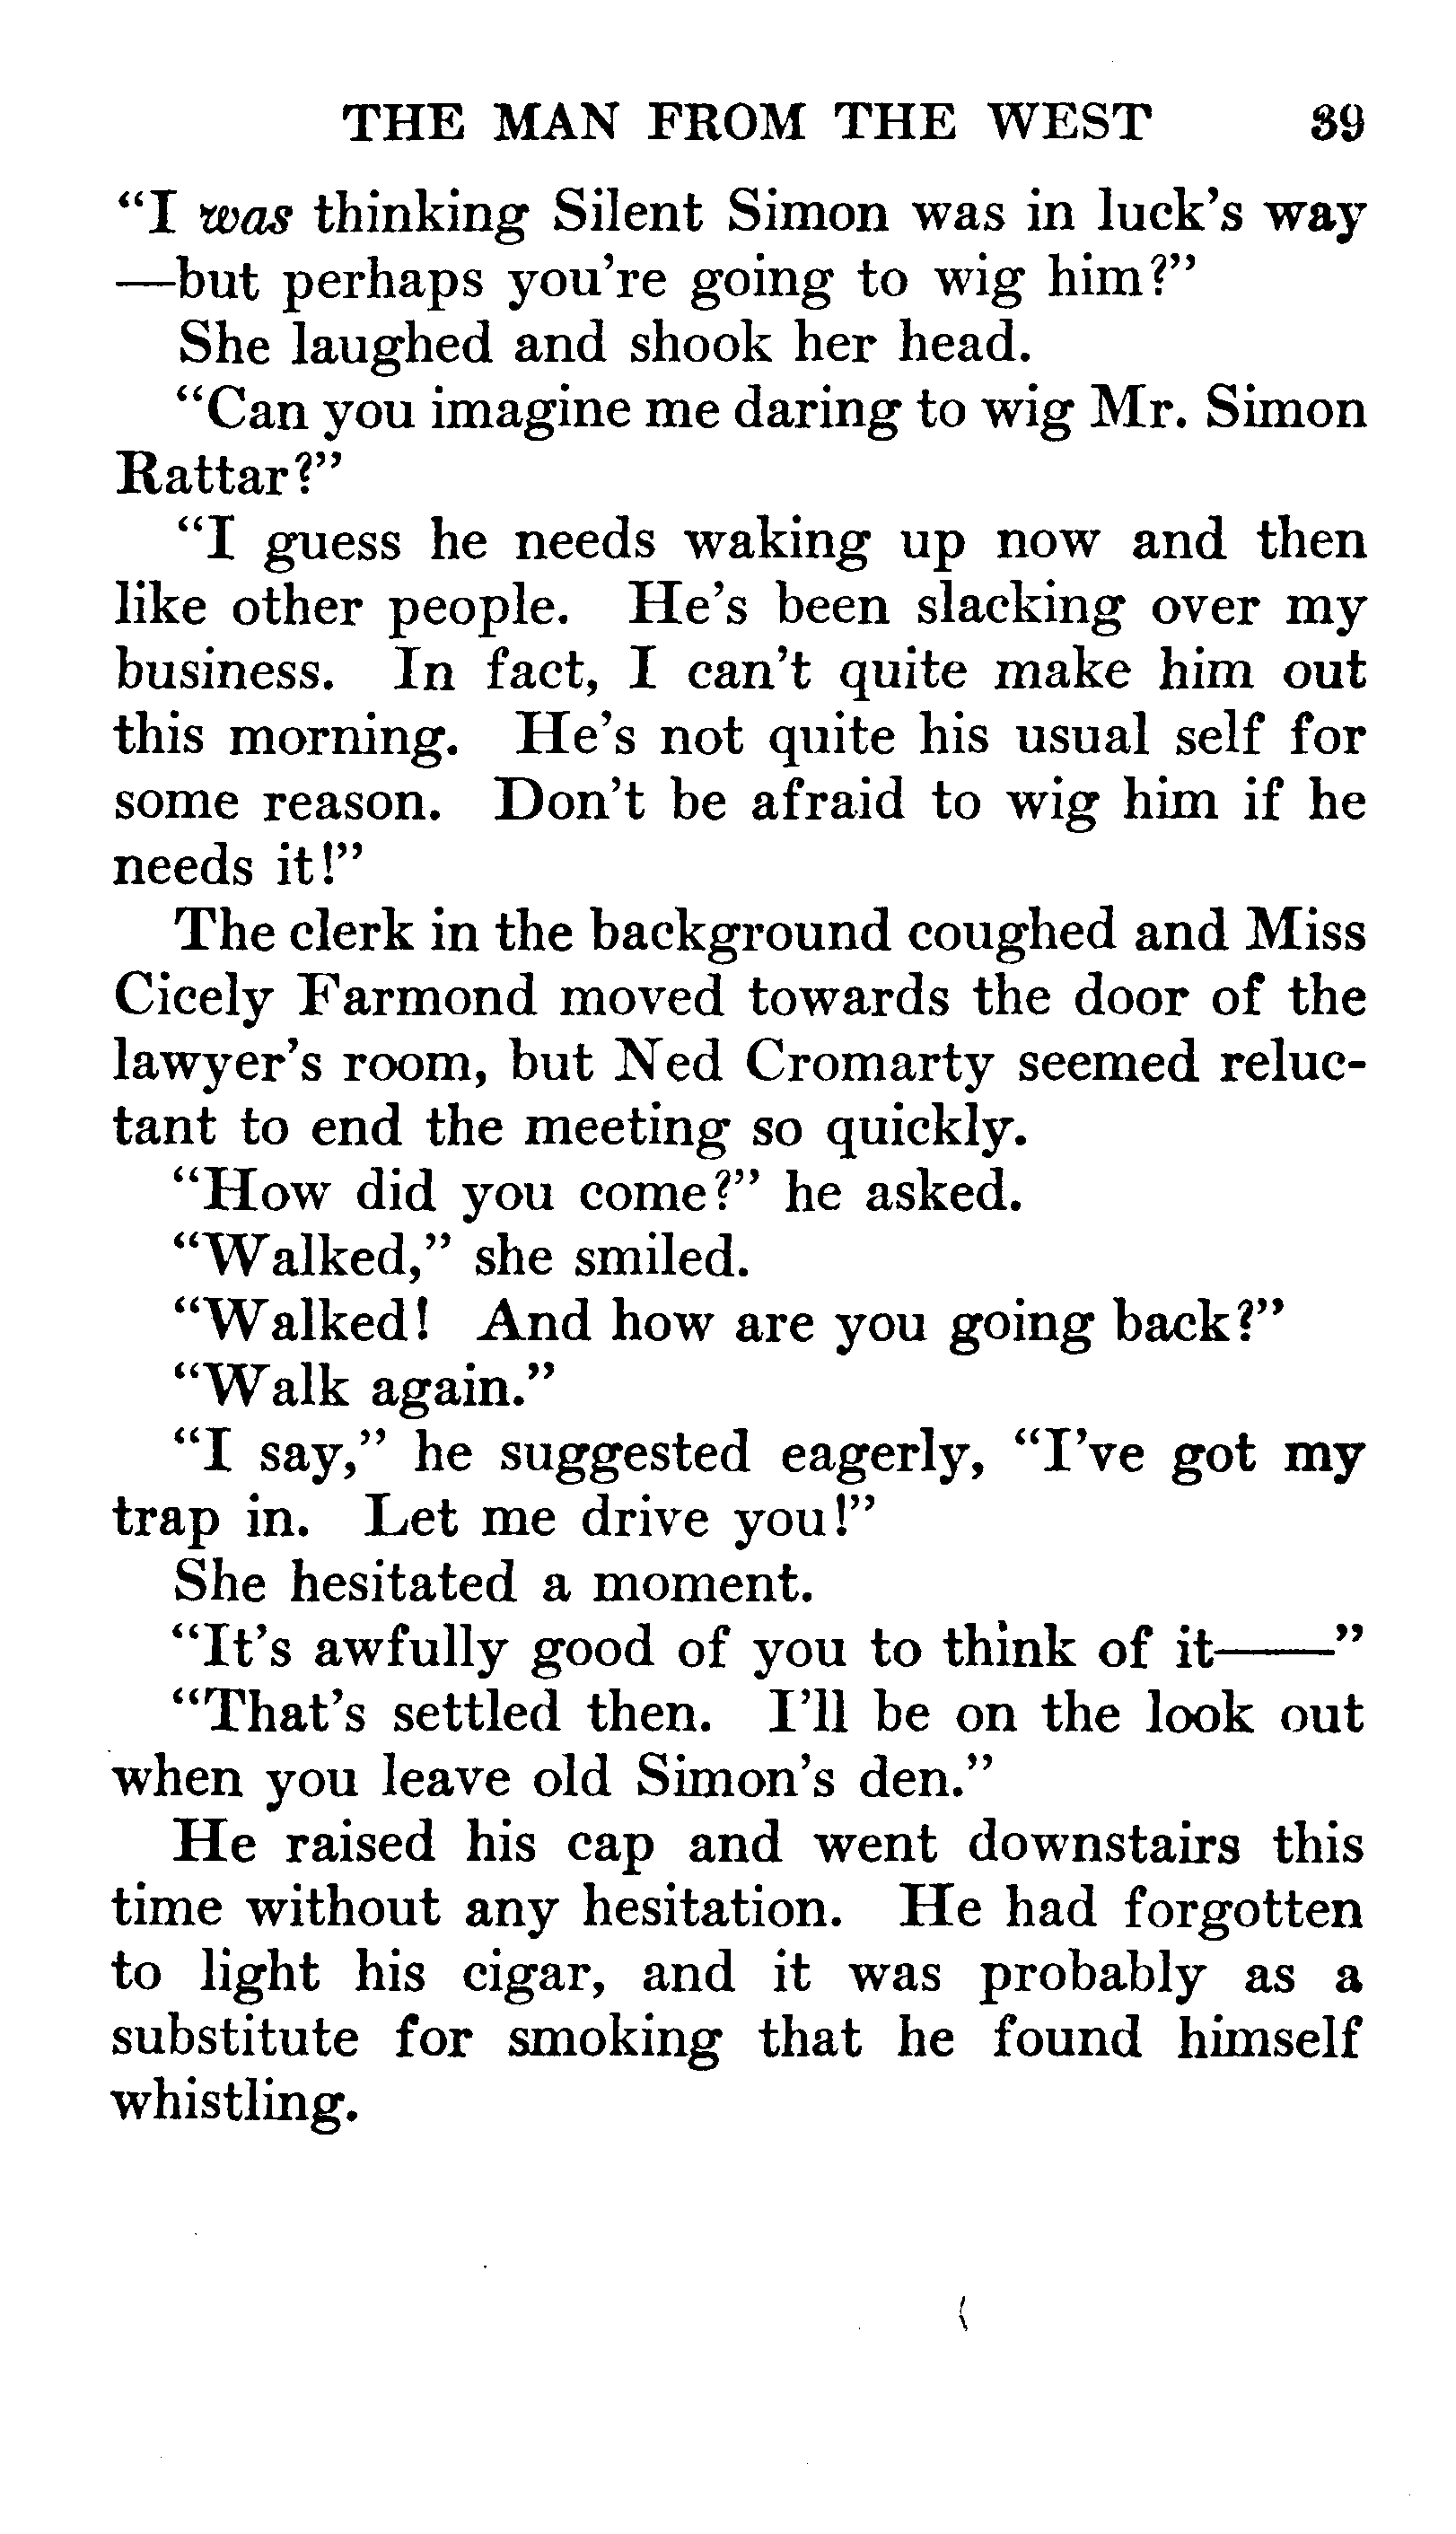 THE MAN FROM THE WEST 39
“I was thinking Silent Simon was in luck’s way
—but perhaps you’re going to wig him?”
She laughed and shook her head.
“Can you imagine me daring to wig Mr. Simon
Rattar?”
“I guess he needs waking up now and then
like other people. He’s been slacking over my
business. In fact, I can’t quite make him out
this morning. He’s not quite his usual self for
some reason. Don’t be afraid to wig him if he
needs it!”
The clerk in the background coughed and Miss
Cicely Farmond moved towards the door of the
lawyer’s room, but Ned Cromarty seemed reluc-
tant to end the meeting so quickly.
“How did you come?” he asked.
“Walked,” she smiled.
“Walked! And how are you going back?”
“Walk again.”
“I say,” he suggested eagerly, “I’ve got my
trap in. Let me drive you!”
She hesitated a moment.
“It’s awfully good of you to think of it——”
“That’s settled then. I’ll be on the look out
when you leave old Simon’s den.”
He raised his cap and went downstairs this
time without any hesitation. He had forgotten
to light his cigar, and it was probably as a
substitute for smoking that he found himself
whistling.